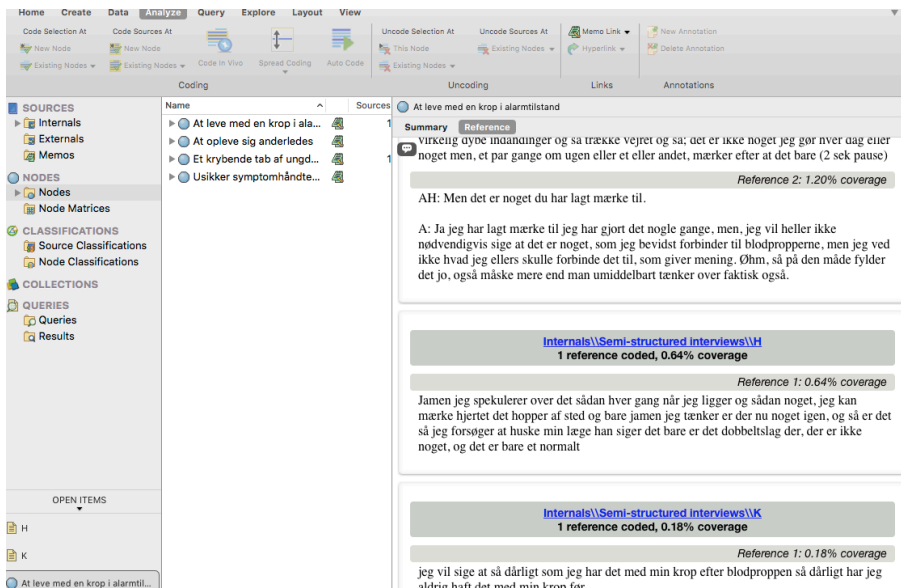 Home Create Data Analyze Query Explore Layout View
Code Selection At Code Sources At Uncode Selection At Uncode Sources At Memo Link New Annotation
New Node New Node This Node Existing Nodes Hyperlink Delete Annotation
Existing Nodes Existing Nodes Code In Vivo Spread Coding Auto Code Existing Nodes
Coding Uncoding Links Annotations
SOURCES
Internals
Externals
Memos
NODES
Nodes
Node Matrices
CLASSIFICATIONS
Source Classifications
Node Classifications
COLLECTIONS
QUERIES
Queries
Results
OPEN ITEMS
H
K
At leve med en krop i alarmtil...
Name Sources
At leve med en krop i ala... 1
At opleve sig anderledes
Et krybende tab af ungd... 1
Usikker symptomhåndte...
At leve med en krop i alarmtilstand
Summary Reference
virkelig dybe indåndinger og så trække vejret og så; det er ikke noget jeg gør hver dag eller
noget men, et par gange om ugen eller et eller andet, mærker efter at det bare (2 sek pause)
Reference 2: 1.20% coverage
AH: Men det er noget du har lagt mærke til.
A: Ja jeg har lagt mærke til jeg har gjort det nogle gange, men, jeg vil heller ikke
nødvendigvis sige at det er noget, som jeg bevidst forbinder til blodpropperne, men jeg ved
ikke hvad jeg ellers skulle forbinde det til, som giver mening. Øhm, så på den måde fylder
det jo, også måske mere end man umiddelbart tænker over faktisk også.
Internals\\Semi-structured interviews\\H
1 reference coded, 0.64% coverage
Reference 1: 0.64% coverage
Jamen jeg spekulerer over det sådan hver gang når jeg ligger og sådan noget, jeg kan
mærke hjertet det hopper af sted og bare jamen jeg tænker er der nu noget igen, og så er det
så jeg forsøger at huske min læge han siger det bare er det dobbeltslag der, der er ikke
noget, og det er bare et normalt
Internals\\Semi-structured interviews\\K
1 reference coded, 0.18% coverage
Reference 1: 0.18% coverage
jeg vil sige at så dårligt som jeg har det med min krop efter blodproppen så dårligt har jeg
aldrig haft det med min krop før